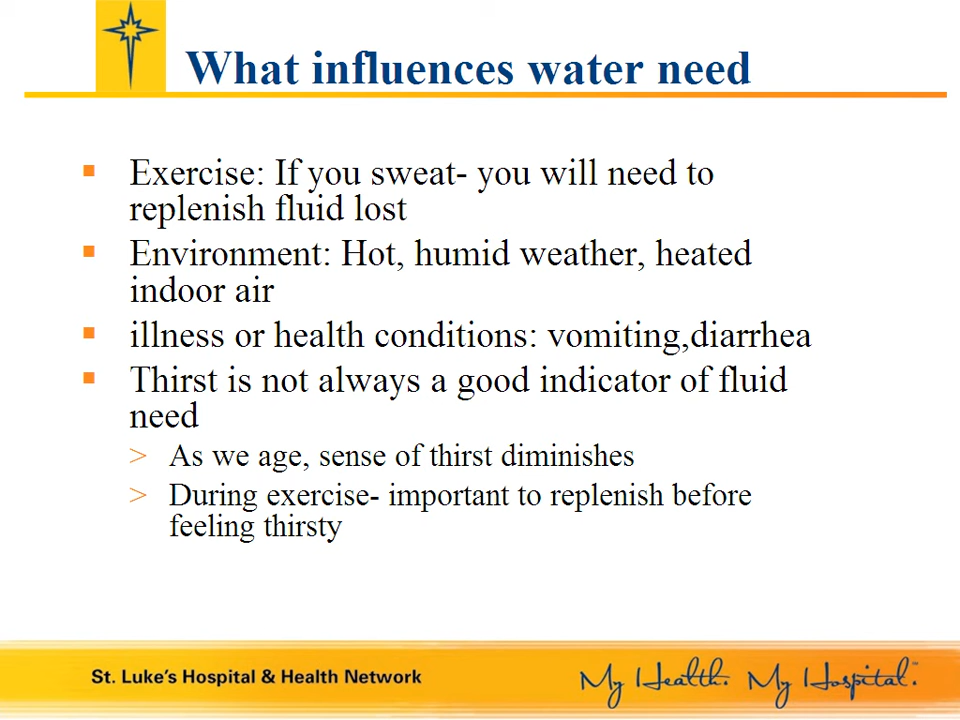 What influences water need
▪ Exercise: If you sweat- you will need to
replenish fluid lost
▪ Environment: Hot, humid weather, heated
indoor air
▪ illness or health conditions: vomiting,diarrhea
▪ Thirst is not always a good indicator of fluid
need
> As we age, sense of thirst diminishes
> During exercise- important to replenish before
feeling thirsty
St. Luke's Hospital & Health Network
My Health. My Hospital.™